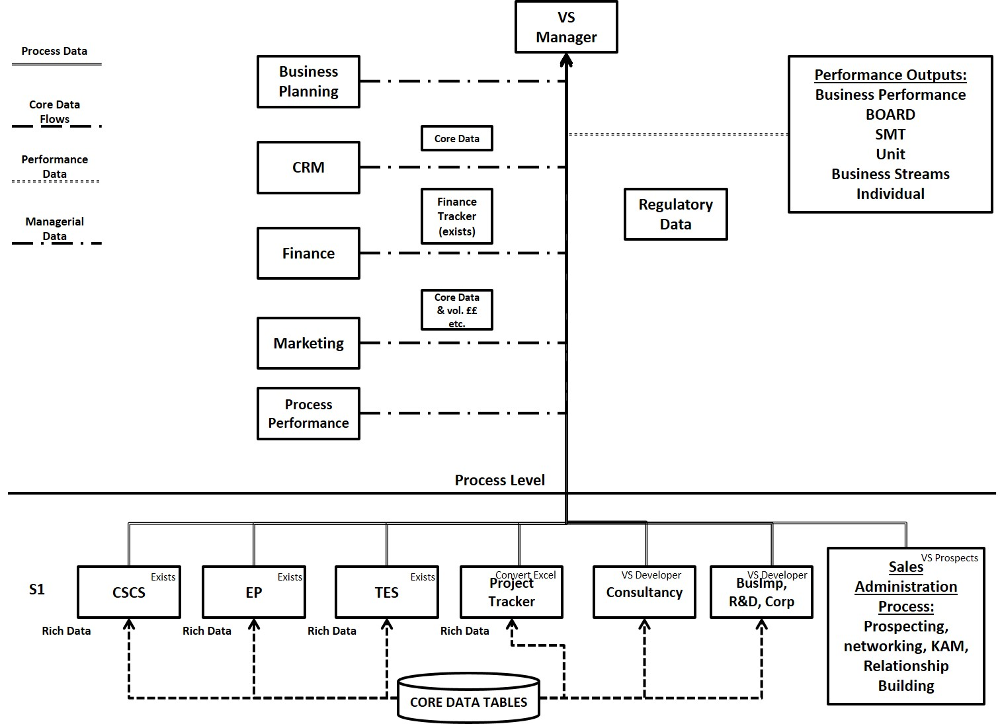 VS
Manager
Process Data
Core Data
Flows
Performance
Data
Managerial
Data
Business
Planning
CRM
Finance
Marketing
Process
Performance
Core Data
Finance
Tracker
(exists)
Core Data
& vol. ££
etc.
Regulatory
Data
Performance Outputs:
Business Performance
BOARD
SMT
Unit
Business Streams
Individual
Process Level
S1
Exists
CSCS
Rich Data
Exists
EP
Rich Data
Exists
TES
Rich Data
Convert Excel
Project
Tracker
Rich Data
VS Developer
Consultancy
VS Developer
BusImp,
R&D, Corp
VS Prospects
Sales
Administration
Process:
Prospecting,
networking, KAM,
Relationship
Building
CORE DATA TABLES